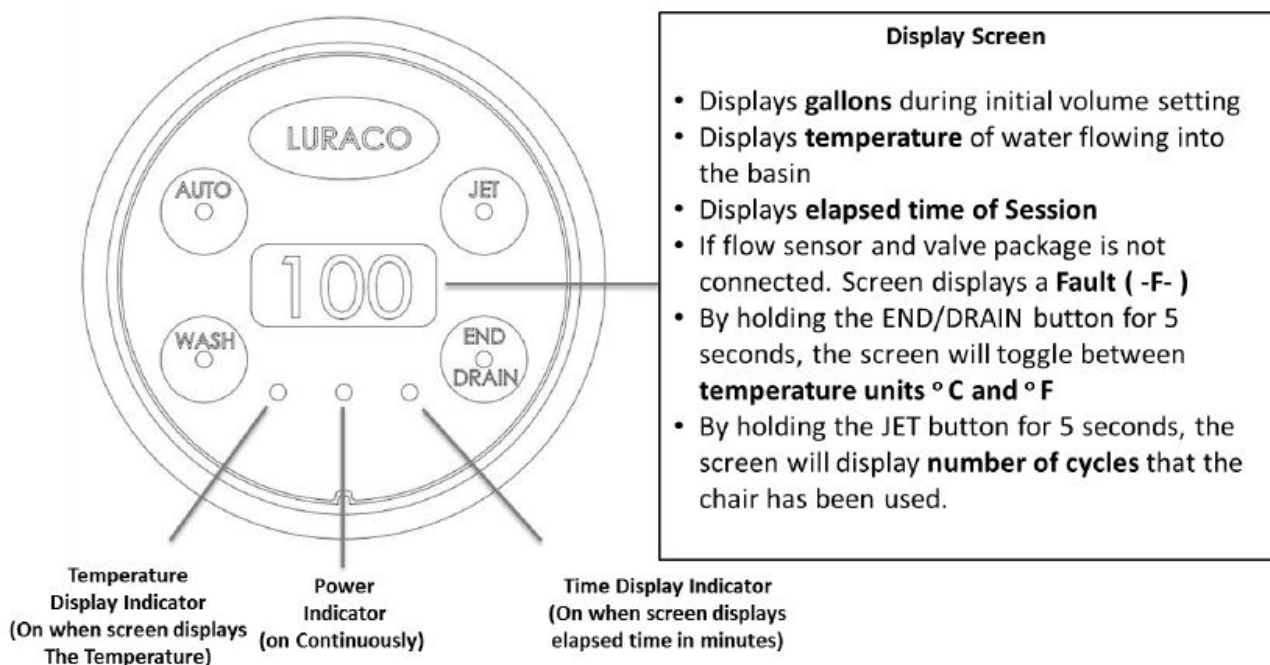 LURACO
AUTO
JET
100
WASH
END
DRAIN
Temperature
Display Indicator
(On when screen displays
The Temperature)
Power
Indicator
(on Continuously)
Time Display Indicator
(On when screen displays
elapsed time in minutes)
Display Screen
• Displays gallons during initial volume setting
• Displays temperature of water flowing into
the basin
• Displays elapsed time of Session
• If flow sensor and valve package is not
connected. Screen displays a Fault ( -F- )
• By holding the END/DRAIN button for 5
seconds, the screen will toggle between
temperature units ° C and ° F
• By holding the JET button for 5 seconds, the
screen will display number of cycles that the
chair has been used.